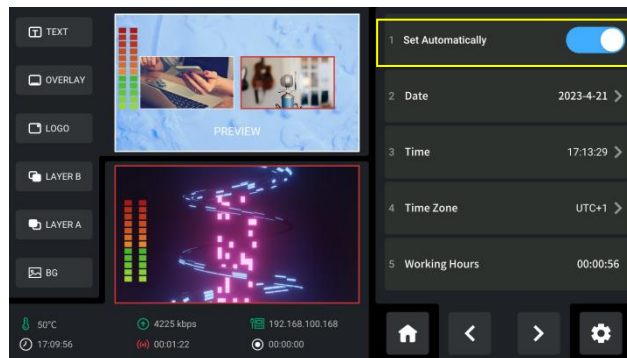 TEXT
OVERLAY
LOGO
LAYER B
LAYER A
BG
PREVIEW
1 Set Automatically
2 Date 2023-4-21
3 Time 17:13:29
4 Time Zone UTC+1
5 Working Hours 00:00:56
50°C 4225 kbps 192.168.100.168
17:09:56 00:01:22 00:00:00